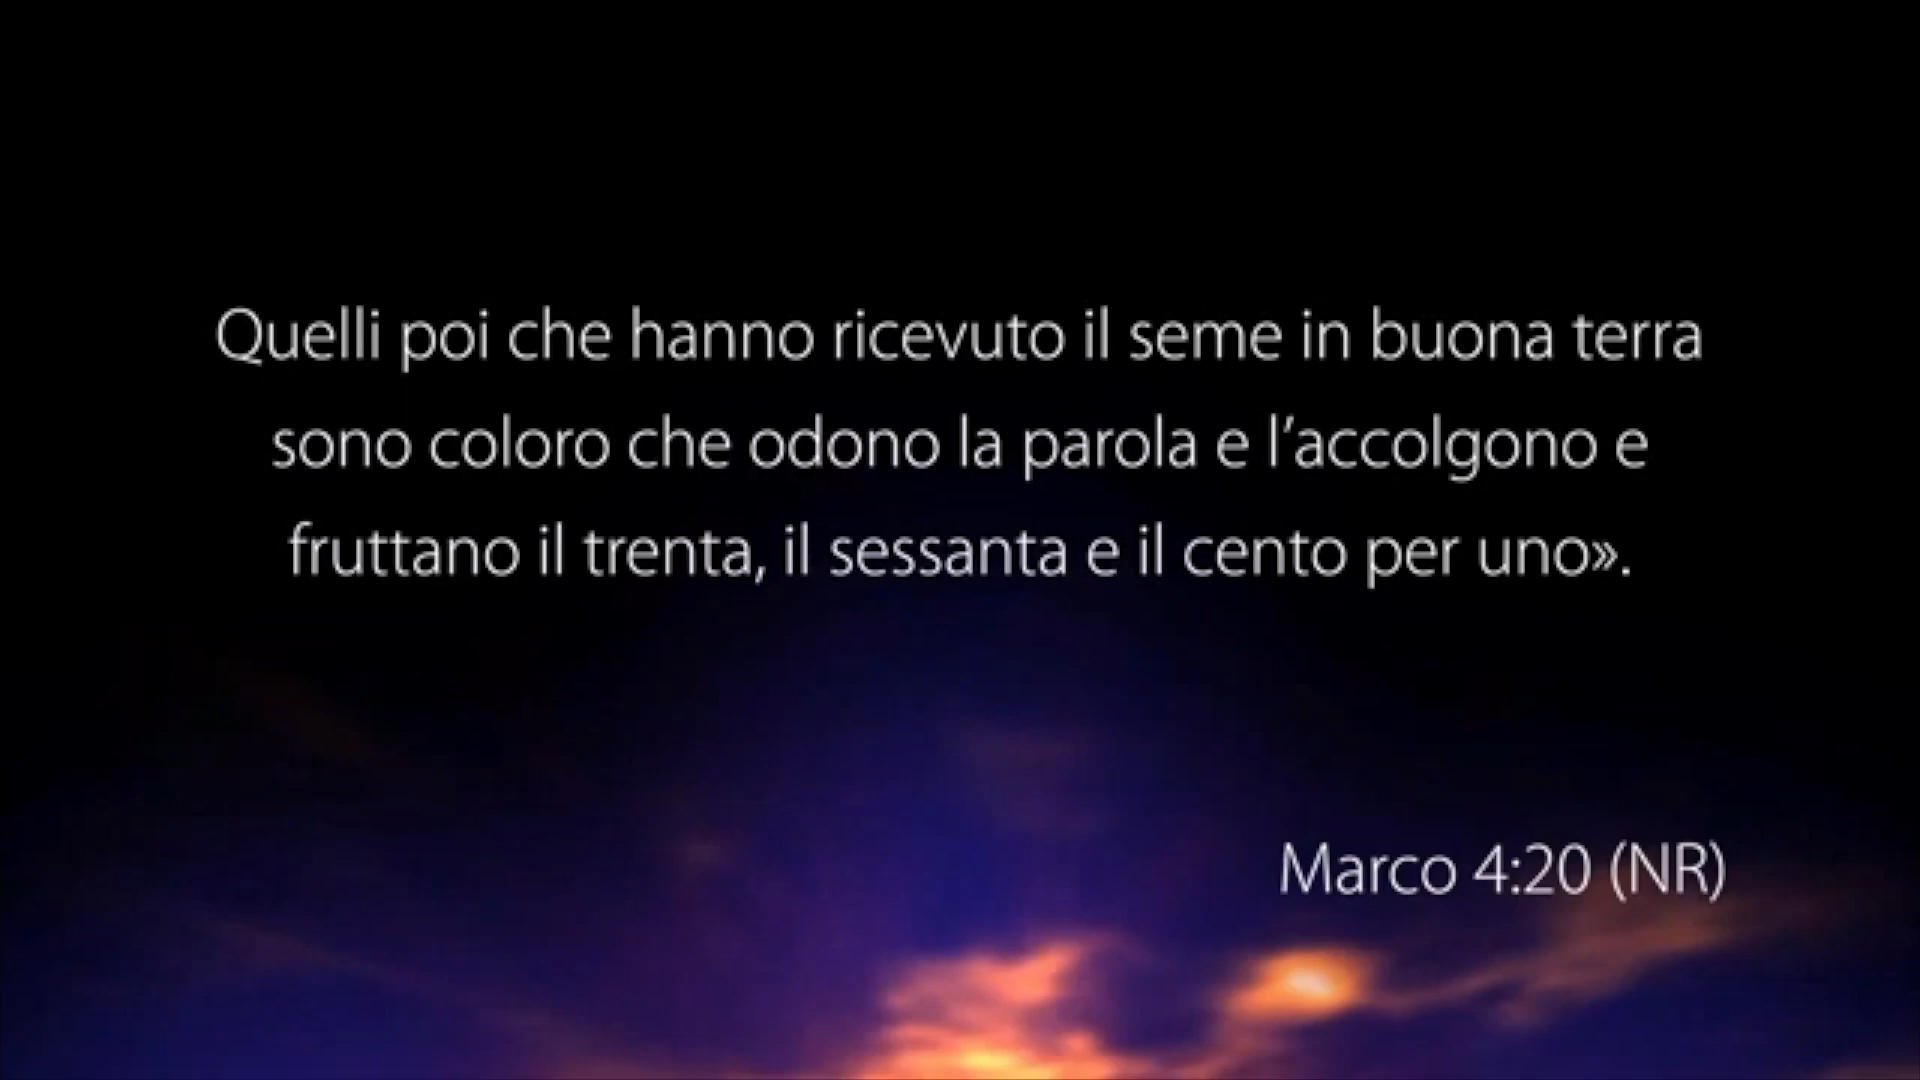 Quelli poi che hanno ricevuto il seme in buona terra
sono coloro che odono la parola e l’accolgono e
fruttano il trenta, il sessanta e il cento per uno».
Marco 4:20 (NR)